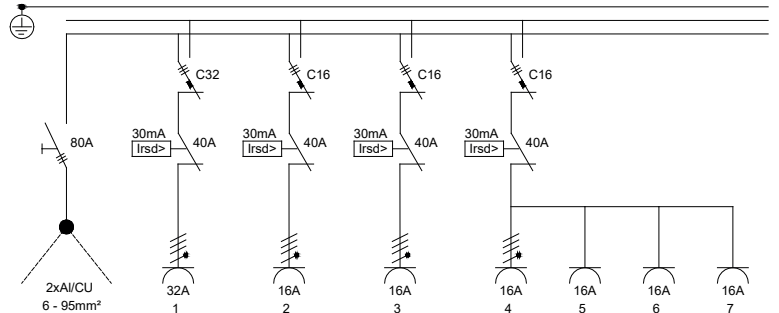 C32 C16 C16 C16
30mA 30mA 30mA 30mA
80A Irsd> 40A Irsd> 40A Irsd> 40A Irsd> 40A
2xAl/CU 32A 16A 16A 16A 16A 16A 16A
6 - 95mm² 1 2 3 4 5 6 7